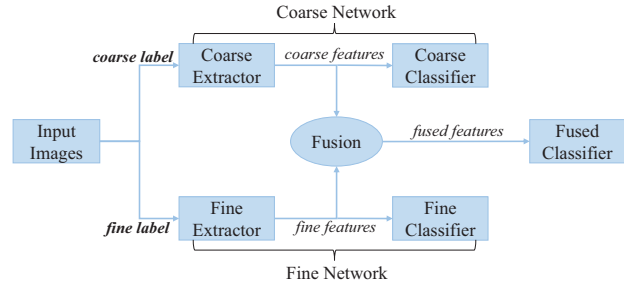 Coarse Network
coarse label
Coarse
Extractor
coarse features
Coarse
Classifier
Input
Images
Fusion
fused features
Fused
Classifier
fine label
Fine
Extractor
fine features
Fine
Classifier
Fine Network